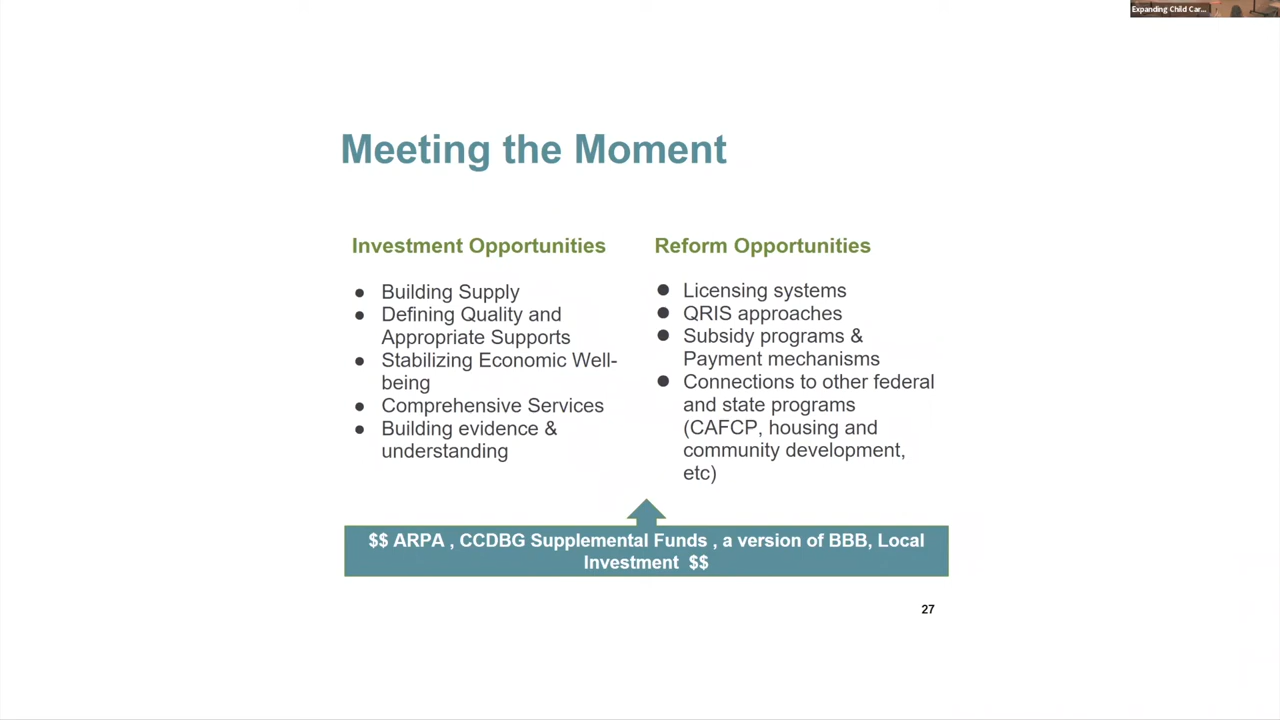 Expanding Child Car...
Meeting the Moment
Investment Opportunities
● Building Supply
● Defining Quality and
Appropriate Supports
● Stabilizing Economic Well-
being
● Comprehensive Services
● Building evidence &
understanding
Reform Opportunities
● Licensing systems
● QRIS approaches
● Subsidy programs &
Payment mechanisms
● Connections to other federal
and state programs
(CAFCP, housing and
community development,
etc)
$$ ARPA , CCDBG Supplemental Funds , a version of BBB, Local
Investment $$
27